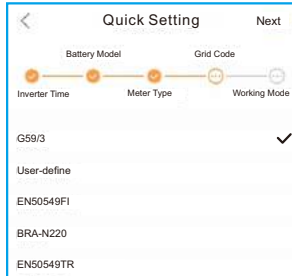 Quick Setting Next
Battery Model Grid Code
Inverter Time Meter Type Working Mode
G59/3
User-define
EN50549FI
BRA-N220
EN50549TR